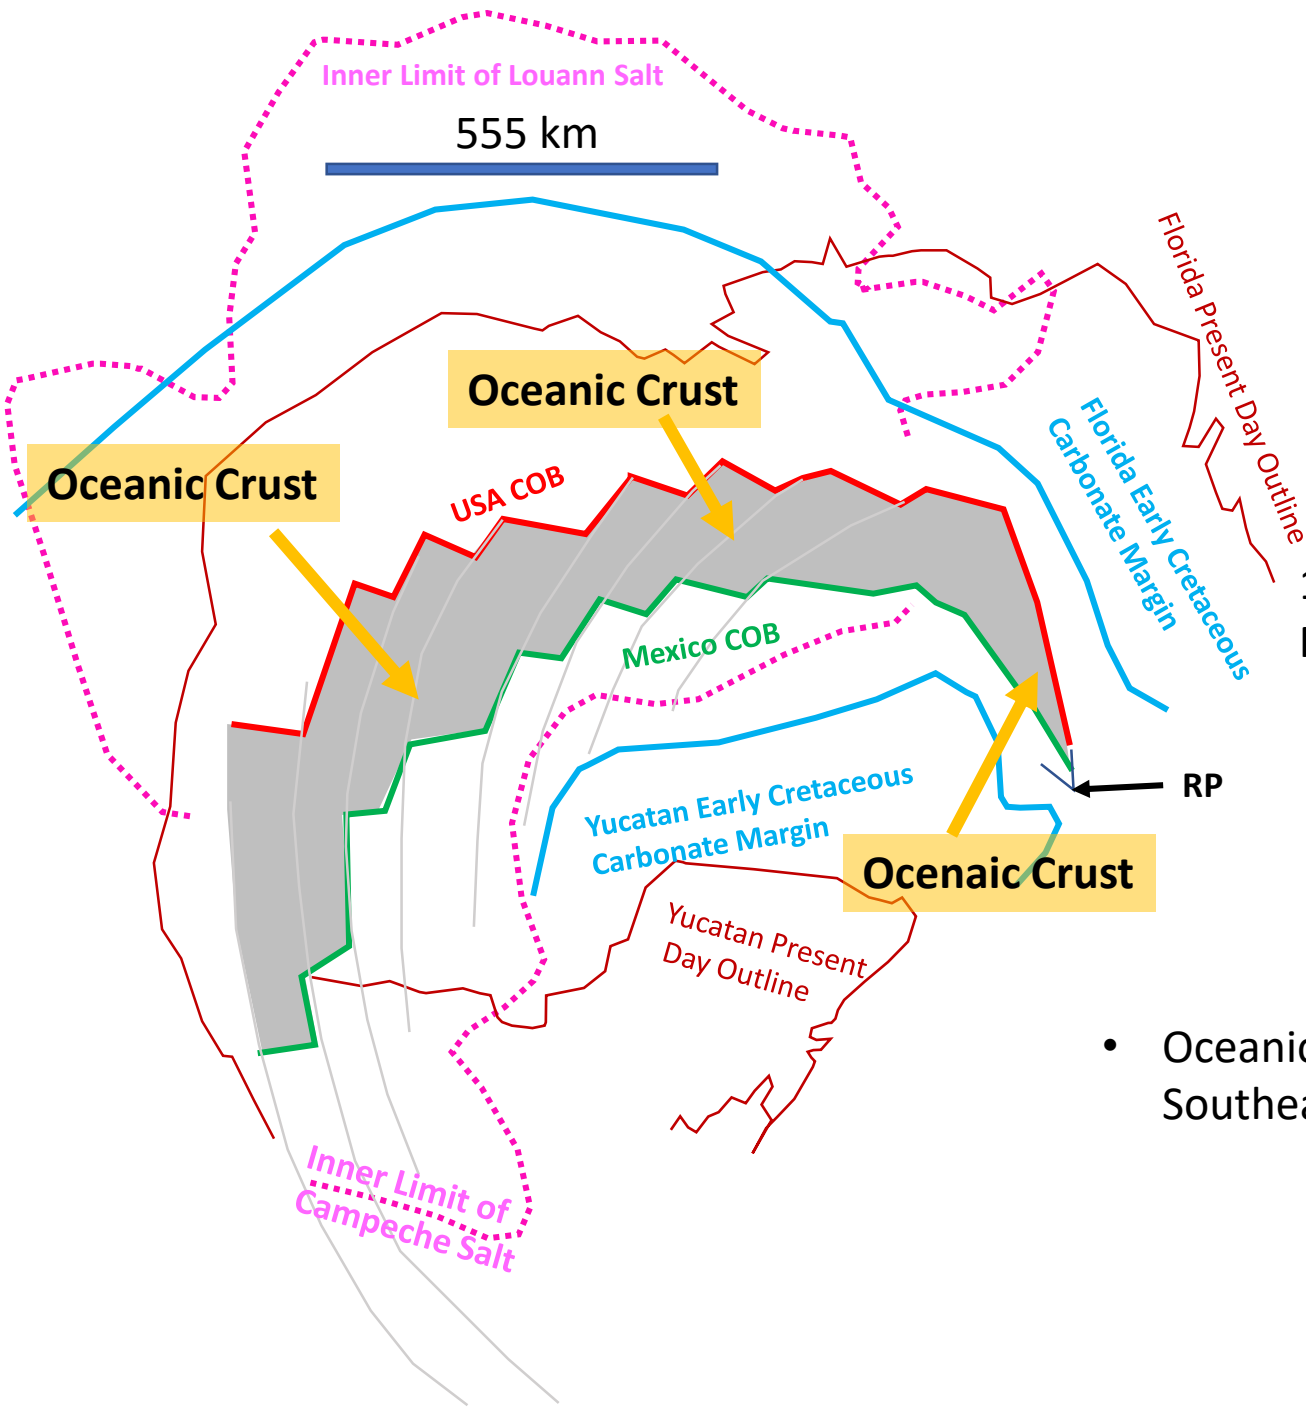 Inner Limit of Louann Salt
555 km
Florida Present Day Outline
Oceanic Crust
Oceanic Crust
USA COB
Florida Early Cretaceous
Carbonate Margin
Mexico COB
RP
Yucatan Early Cretaceous
Carbonate Margin
Ocenaic Crust
Yucatan Present
Day Outline
• Oceanic
Inner Limit of
Campeche Salt